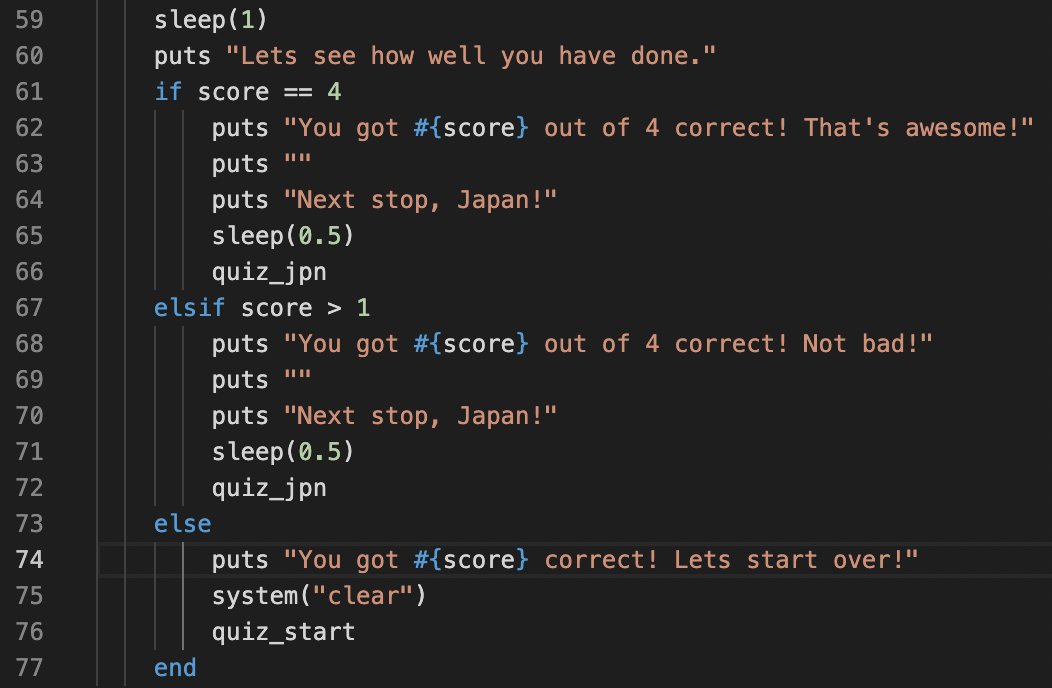 59 sleep(1)
60 puts "Lets see how well you have done."
61 if score == 4
62 puts "You got #{score} out of 4 correct! That's awesome!"
63 puts ""
64 puts "Next stop, Japan!"
65 sleep(0.5)
66 quiz_jpn
67 elsif score > 1
68 puts "You got #{score} out of 4 correct! Not bad!"
69 puts ""
70 puts "Next stop, Japan!"
71 sleep(0.5)
72 quiz_jpn
73 else
74 puts "You got #{score} correct! Lets start over!"
75 system("clear")
76 quiz_start
77 end